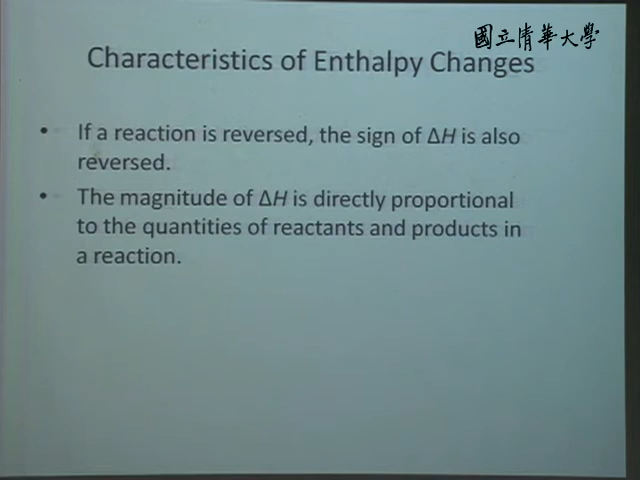 國立清華大學
Characteristics of Enthalpy Changes
• If a reaction is reversed, the sign of ΔH is also
reversed.
• The magnitude of ΔH is directly proportional
to the quantities of reactants and products in
a reaction.